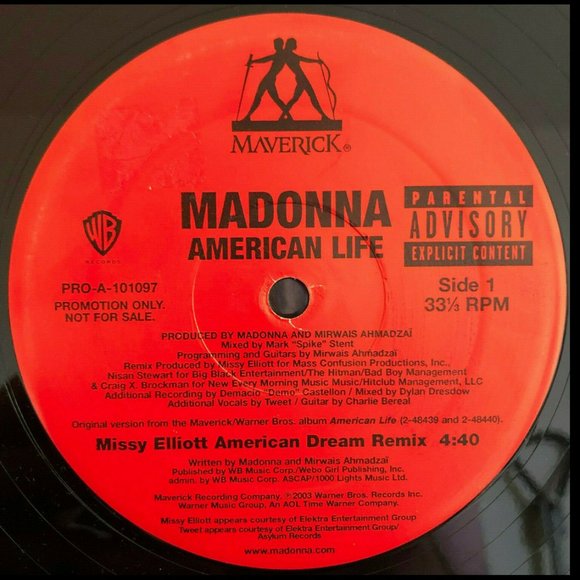 MAVERICK®
MADONNA
AMERICAN LIFE
PARENTAL
ADVISORY
EXPLICIT CONTENT
WB
RECORDS
PRO-A-101097
PROMOTION ONLY.
NOT FOR SALE.
Side 1
33⅓ RPM
PRODUCED BY MADONNA AND MIRWAIS AHMADZAÏ
Mixed by Mark "Spike" Stent
Programming and Guitars by Mirwais Ahmadzaï
Remix Produced by Missy Elliott for Mass Confusion Productions, Inc.,
Nisan Stewart for Big Black Entertainment/The Hitman/Bad Boy Management
& Craig X. Brockman for New Every Morning Music Music/Hitclub Management, LLC
Additional Recording by Demacio "Demo" Castellon / Mixed by Dylan Dresdow
Additional Vocals by Tweet / Guitar by Charlie Bereal
Original version from the Maverick/Warner Bros. album American Life (2-48439 and 2-48440).
Missy Elliott American Dream Remix 4:40
Written by Madonna and Mirwais Ahmadzaï
Published by WB Music Corp./Webo Girl Publishing, Inc.
admin. by WB Music Corp. ASCAP/1000 Lights Music Ltd.
Maverick Recording Company. ℗2003 Warner Bros. Records Inc.
Warner Music Group. An AOL Time Warner Company.
Missy Elliott appears courtesy of Elektra Entertainment Group
Tweet appears courtesy of Elektra Entertainment Group/
Asylum Records
www.madonna.com